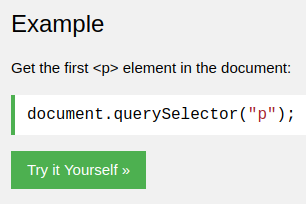 Example
Get the first <p> element in the document:
document.querySelector("p");
Try it Yourself »